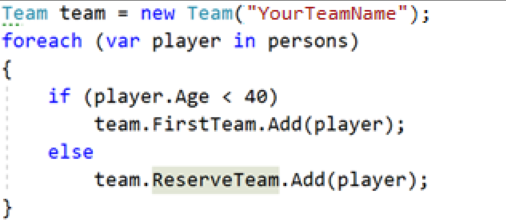 Team team = new Team("YourTeamName");
foreach (var player in persons)
{
    if (player.Age < 40)
        team.FirstTeam.Add(player);
    else
        team.ReserveTeam.Add(player);
}